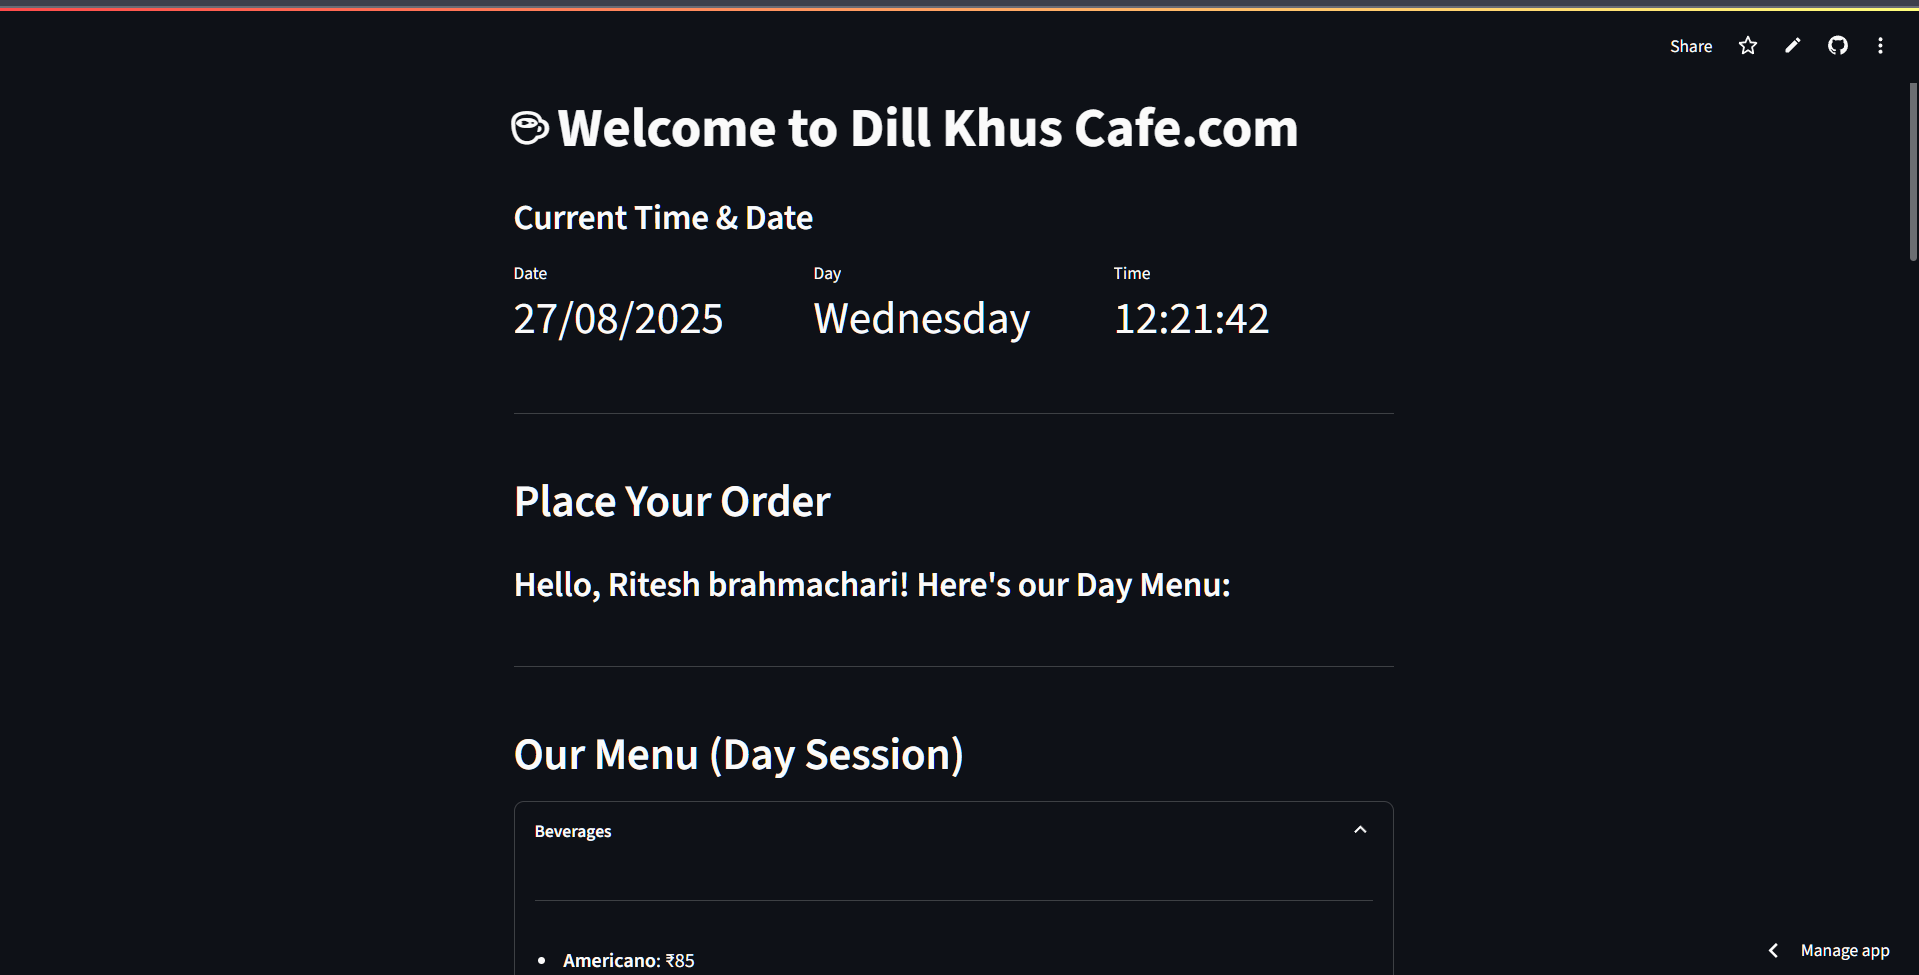 Share
Welcome to Dill Khus Cafe.com
Current Time & Date
Date Day Time
27/08/2025 Wednesday 12:21:42
Place Your Order
Hello, Ritesh brahmachari! Here's our Day Menu:
Our Menu (Day Session)
Beverages
Americano: ₹85
Manage app